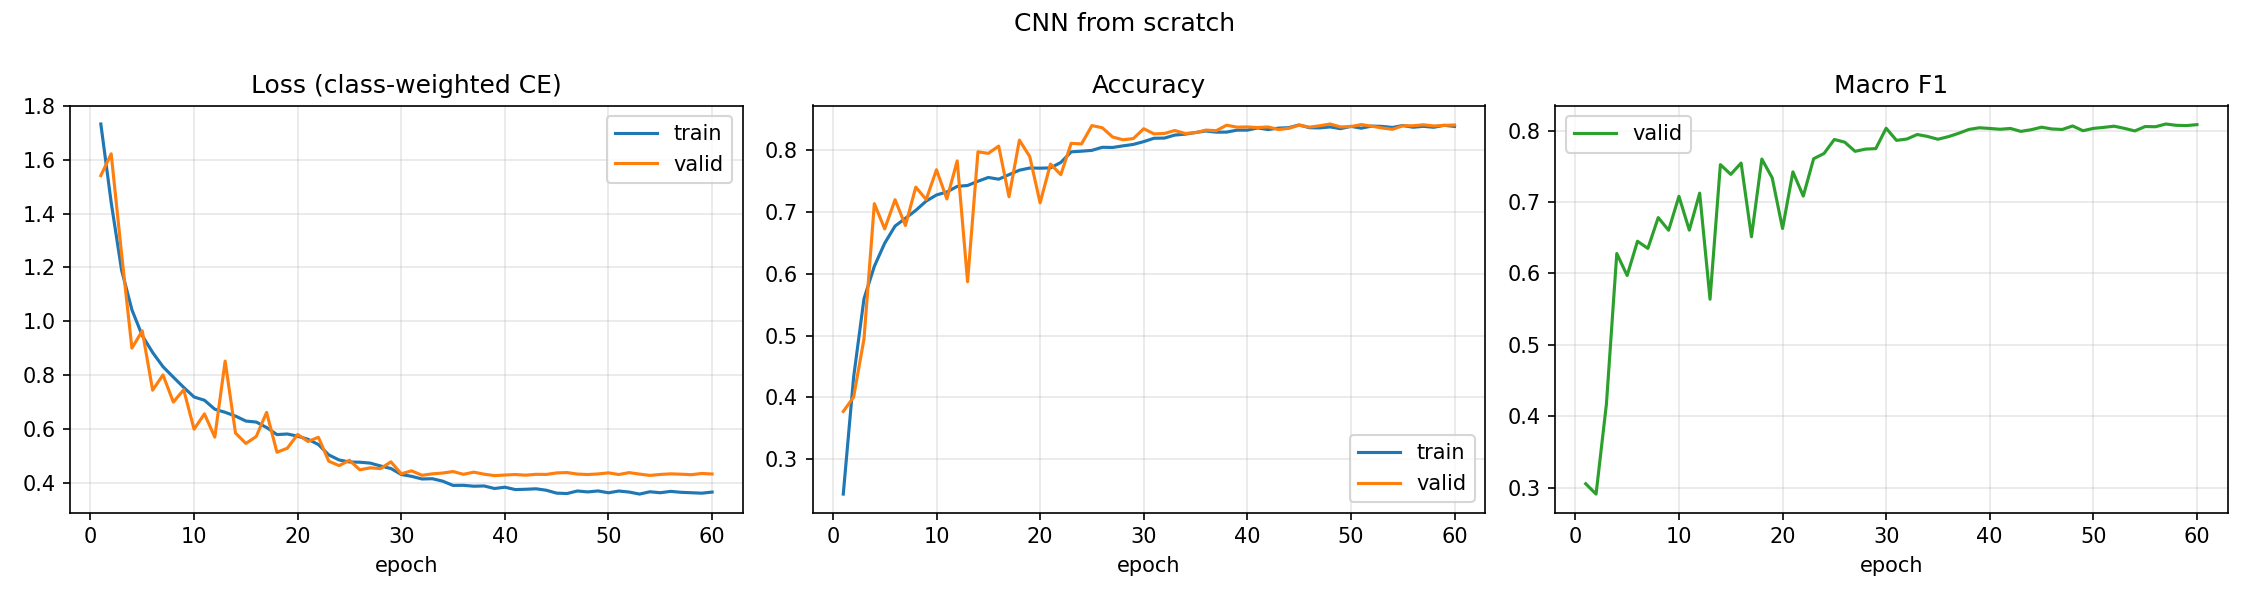 CNN from scratch
Loss (class-weighted CE)
1.8
1.6
1.4
1.2
1.0
0.8
0.6
0.4
0 10 20 30 40 50 60
epoch
train
valid
Accuracy
0.8
0.7
0.6
0.5
0.4
0.3
0 10 20 30 40 50 60
epoch
train
valid
Macro F1
0.8
0.7
0.6
0.5
0.4
0.3
0 10 20 30 40 50 60
epoch
valid